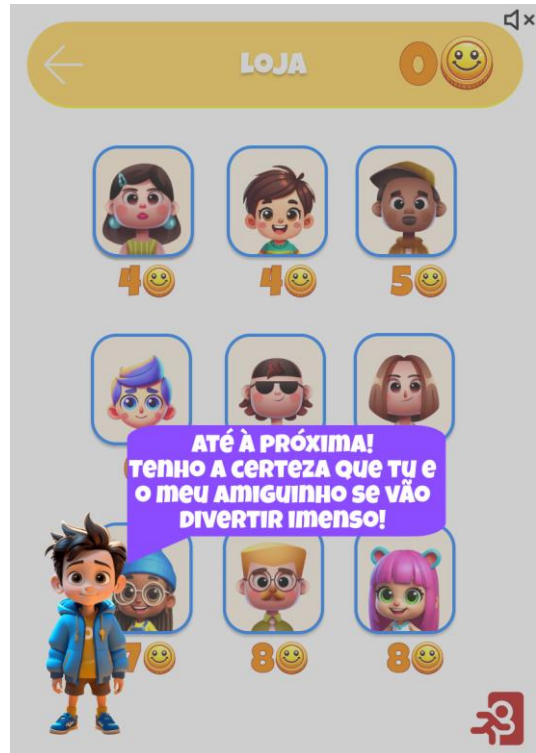 LOJA 0
4 4 5
ATÉ À PRÓXIMA!
TENHO A CERTEZA QUE TU E
O MEU AMIGUINHO SE VÃO
DIVERTIR IMENSO!
7 8 8